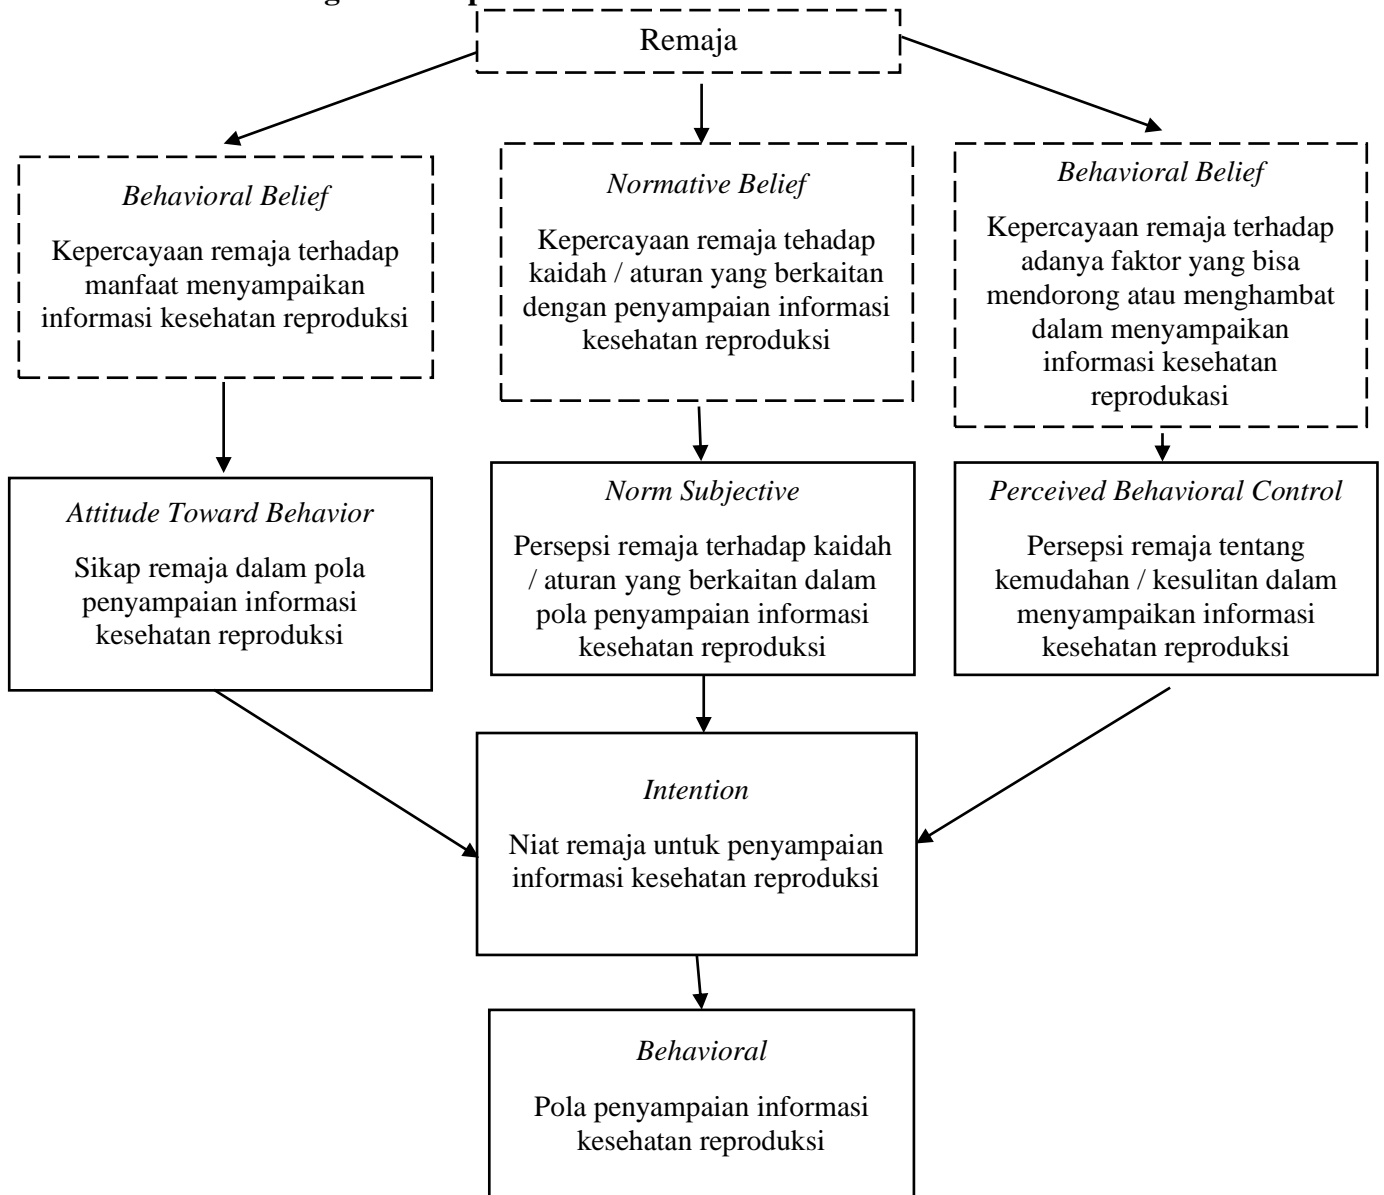 Remaja
Behavioral Belief
Kepercayaan remaja terhadap
manfaat menyampaikan
informasi kesehatan reproduksi
Normative Belief
Kepercayaan remaja tehadap
kaidah / aturan yang berkaitan
dengan penyampaian informasi
kesehatan reproduksi
Behavioral Belief
Kepercayaan remaja terhadap
adanya faktor yang bisa
mendorong atau menghambat
dalam menyampaikan
informasi kesehatan
reprodukasi
Attitude Toward Behavior
Sikap remaja dalam pola
penyampaian informasi
kesehatan reproduksi
Norm Subjective
Persepsi remaja terhadap kaidah
/ aturan yang berkaitan dalam
pola penyampaian informasi
kesehatan reproduksi
Perceived Behavioral Control
Persepsi remaja tentang
kemudahan / kesulitan dalam
menyampaikan informasi
kesehatan reproduksi
Intention
Niat remaja untuk penyampaian
informasi kesehatan reproduksi
Behavioral
Pola penyampaian informasi
kesehatan reproduksi